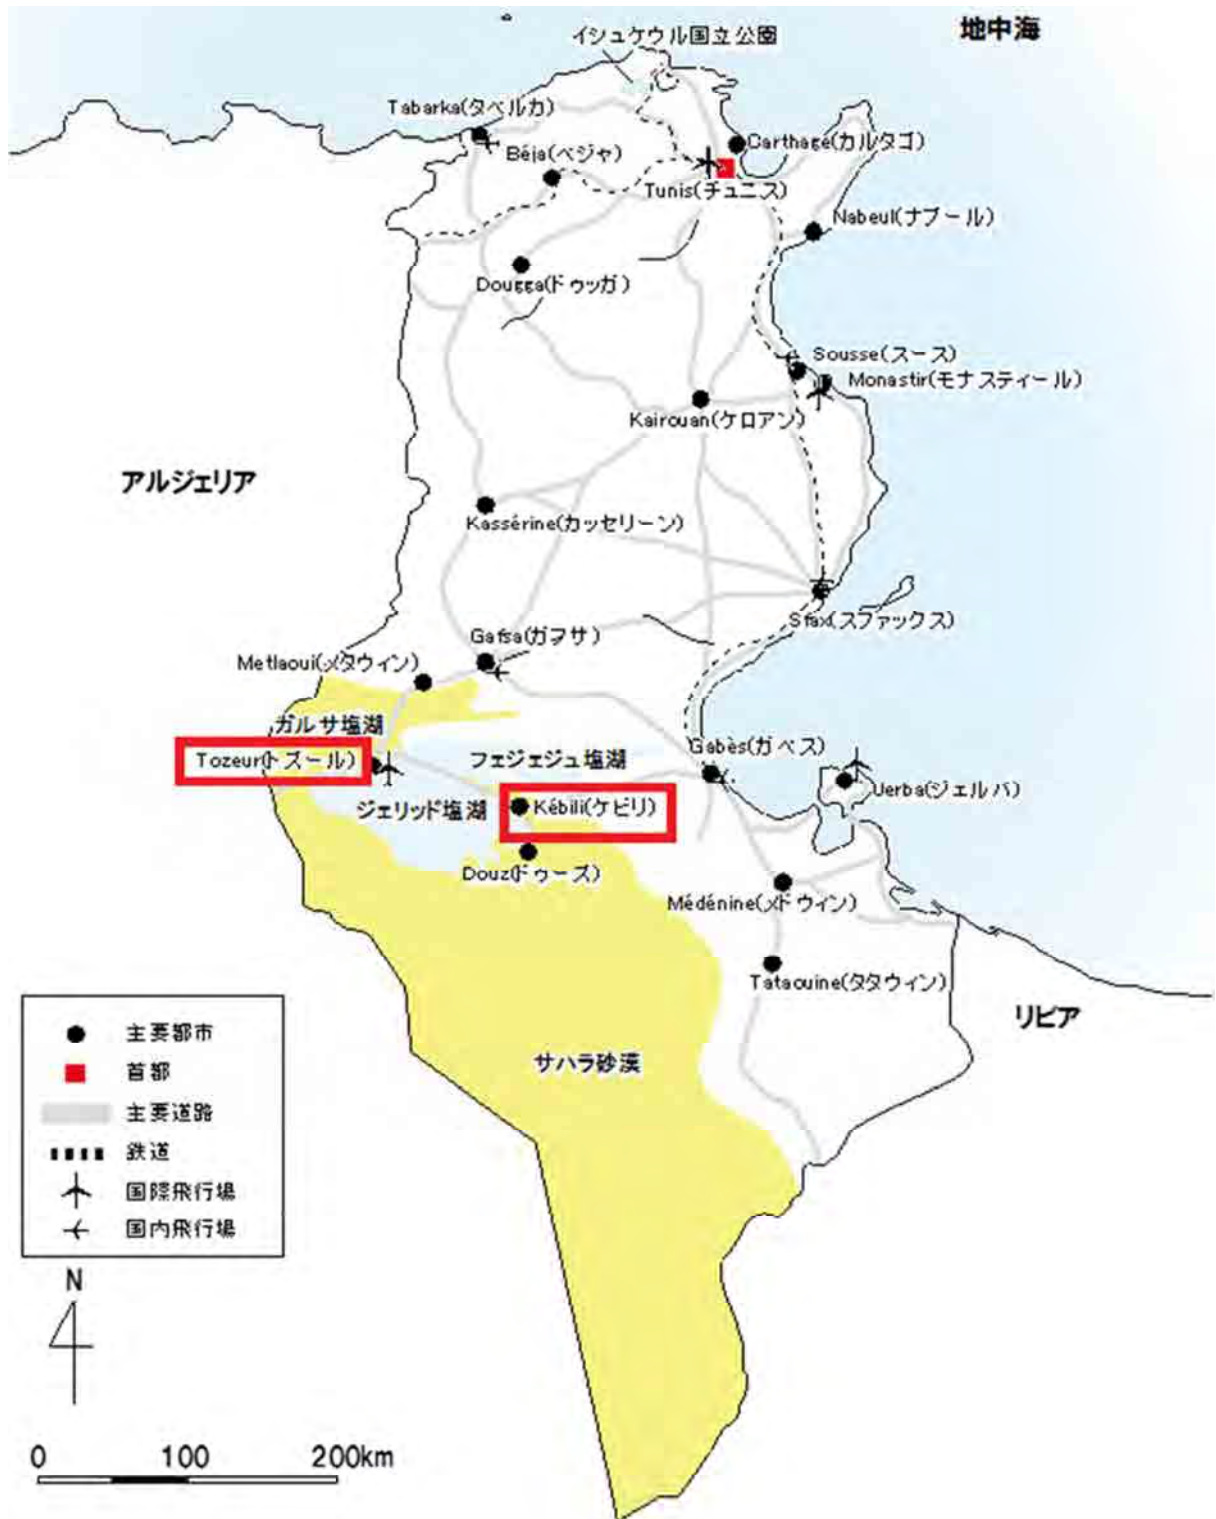 地中海
イシュケウル国立公園
Tabarka(タベルカ)
Béja(ベジャ)
Carthage(カルタゴ)
Tunis(チュニス)
Nabeul(ナブール)
Dougga(ドゥッガ)
Sousse(スース)
Monastir(モナスティール)
Kairouan(ケロアン)
アルジェリア
Kassérine(カッセリーン)
Sfax(スファックス)
Gafsa(ガフサ)
Metlaoui(メタウィン)
ガルサ塩湖
Tozeur(トズール)
フェジェジュ塩湖
Gabès(ガベス)
Jerba(ジェルバ)
ジェリッド塩湖
Kébili(ケビリ)
Douz(ドゥーズ)
Médénine(メドウィン)
Tataouine(タタウィン)
リビア
サハラ砂漠
主要都市
首都
主要道路
鉄道
国際飛行場
国内飛行場
N
0 100 200km